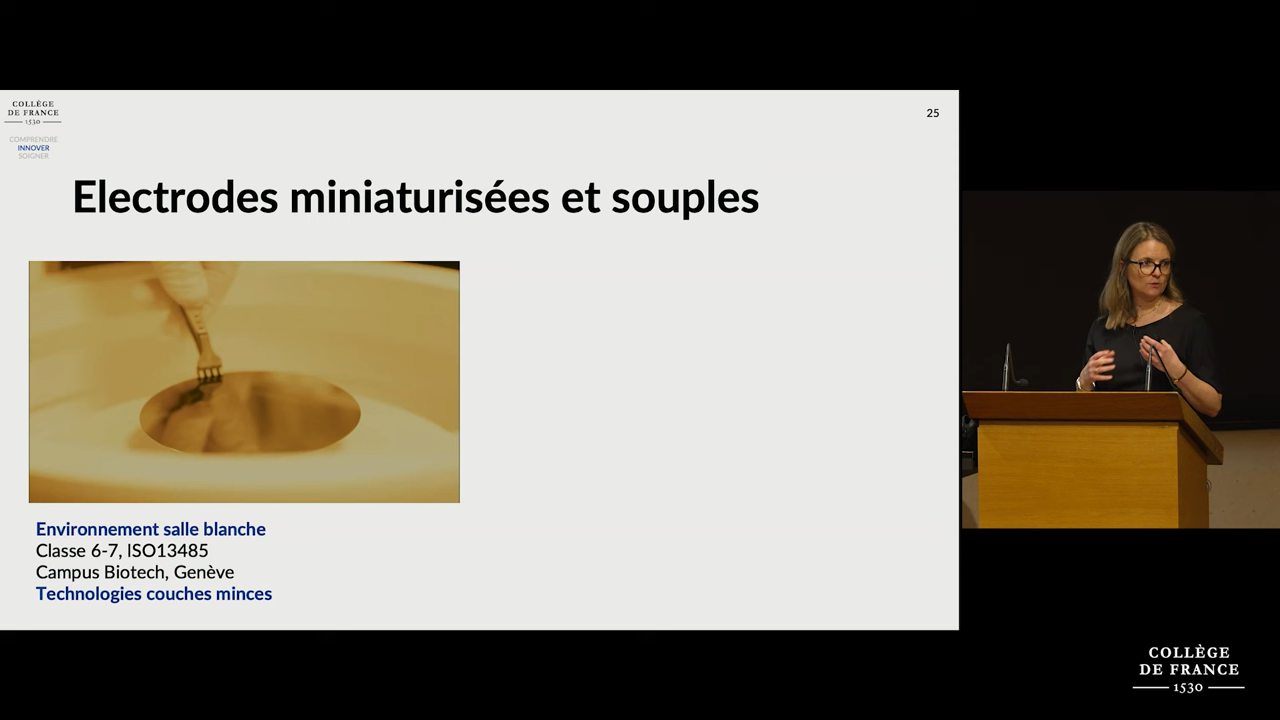 COLLÈGE
DE FRANCE
1530
COMPRENDRE
INNOVER
SOIGNER
25
Electrodes miniaturisées et souples
Environnement salle blanche
Classe 6-7, ISO13485
Campus Biotech, Genève
Technologies couches minces
COLLÈGE
DE FRANCE
1530